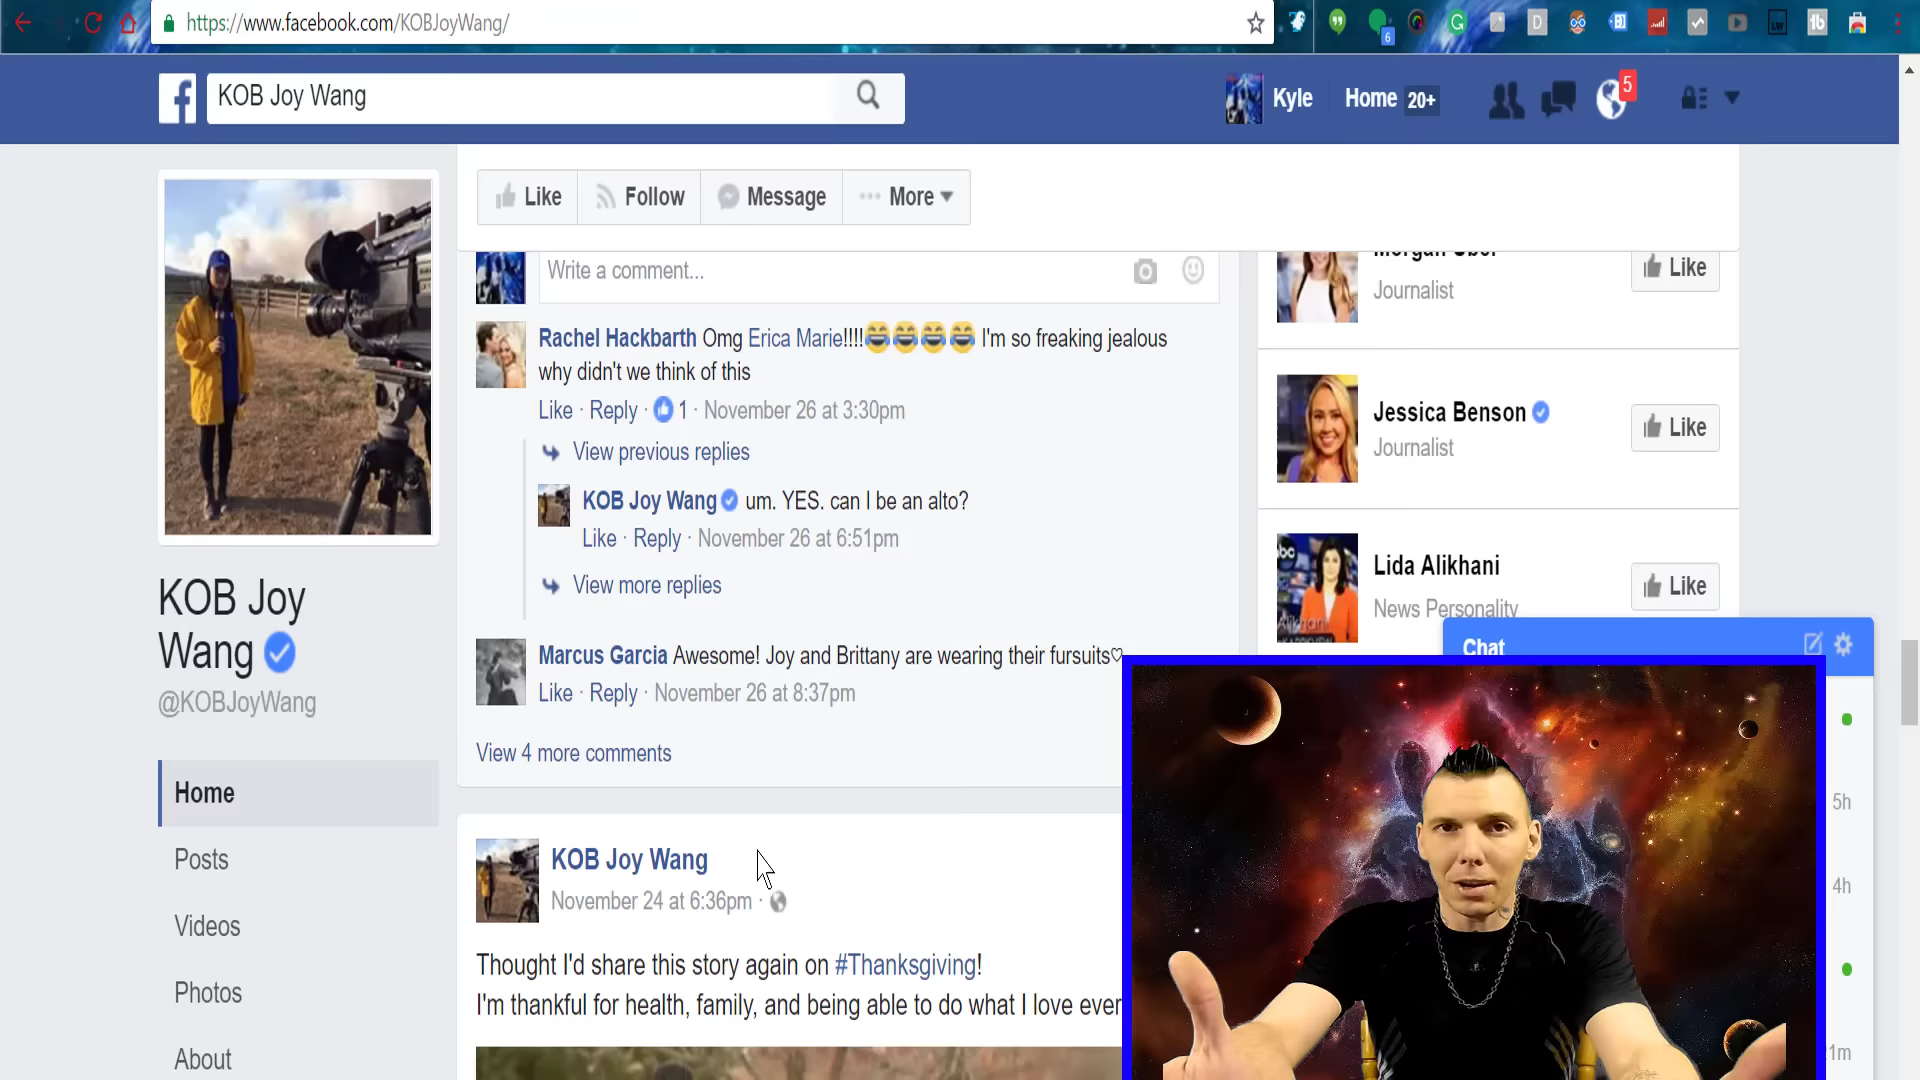 https://www.facebook.com/KOBJoyWang/
6
KOB Joy Wang
Kyle
Home 20+
5
Like
Follow
Message
More
Write a comment...
Journalist
Like
Rachel Hackbarth Omg Erica Marie!!!!😂😂😂😂 I'm so freaking jealous
why didn't we think of this
Like · Reply · 1 · November 26 at 3:30pm
View previous replies
KOB Joy Wang um. YES. can I be an alto?
Like · Reply · November 26 at 6:51pm
View more replies
Marcus Garcia Awesome! Joy and Brittany are wearing their fursuits♡
Like · Reply · November 26 at 8:37pm
View 4 more comments
Jessica Benson
Journalist
Like
Lida Alikhani
News Personality
Like
Chat
5h
4h
1m
KOB Joy
Wang
@KOBJoyWang
Home
Posts
Videos
Photos
About
KOB Joy Wang
November 24 at 6:36pm ·
Thought I'd share this story again on #Thanksgiving!
I'm thankful for health, family, and being able to do what I love ever